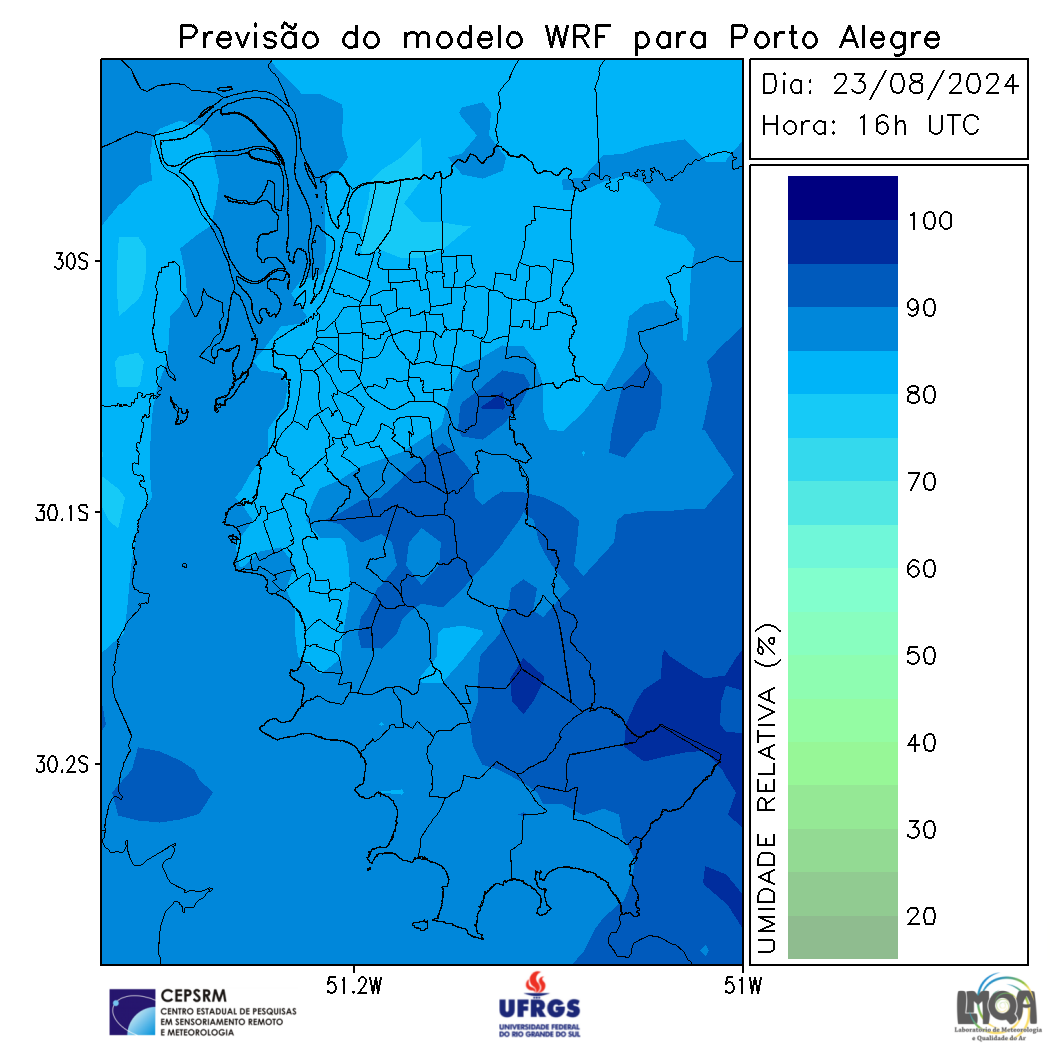 Previsão do modelo WRF para Porto Alegre
Dia: 23/08/2024
Hora: 16h UTC
30S
30.1S
30.2S
51.2W
51W
100
90
80
70
60
50
40
30
20
UMIDADE RELATIVA (%)
CEPSRM
CENTRO ESTADUAL DE PESQUISAS
EM SENSORIAMENTO REMOTO
E METEOROLOGIA
UFRGS
UNIVERSIDADE FEDERAL
DO RIO GRANDE DO SUL
LMQA
Laboratório de Meteorologia
e Qualidade do Ar